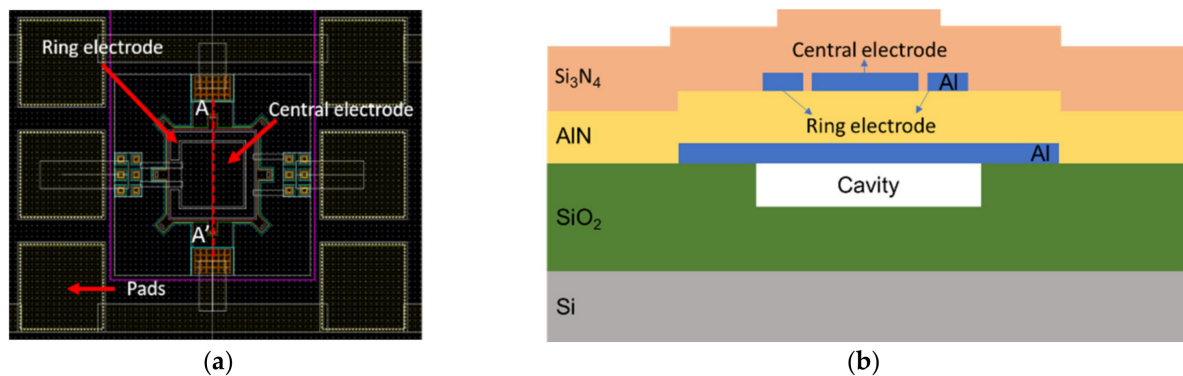 Ring electrode
A
Central electrode
A'
Pads
(a)
Central electrode
Si₃N₄
Al
Ring electrode
AlN
Al
Cavity
SiO₂
Si
(b)